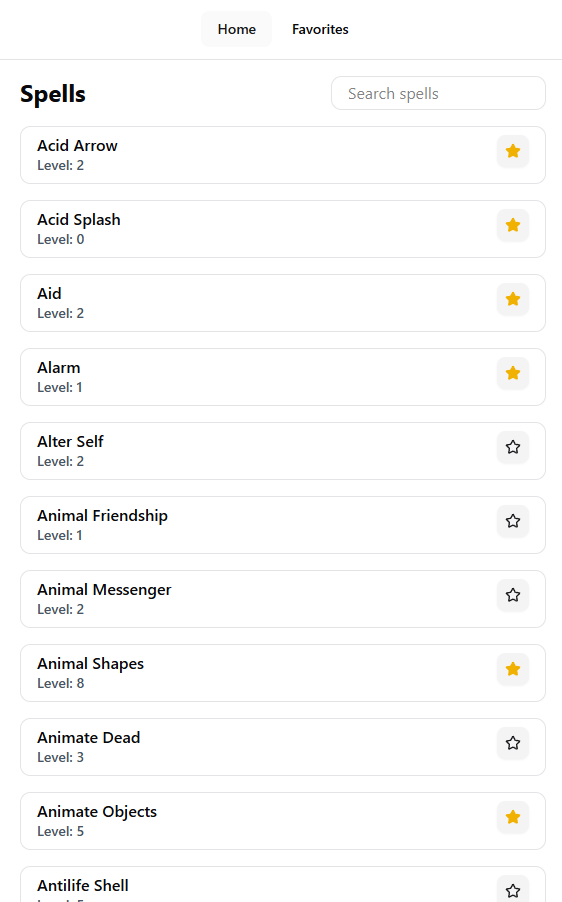 Home Favorites
Spells Search spells
Acid Arrow
Level: 2
Acid Splash
Level: 0
Aid
Level: 2
Alarm
Level: 1
Alter Self
Level: 2
Animal Friendship
Level: 1
Animal Messenger
Level: 2
Animal Shapes
Level: 8
Animate Dead
Level: 3
Animate Objects
Level: 5
Antilife Shell